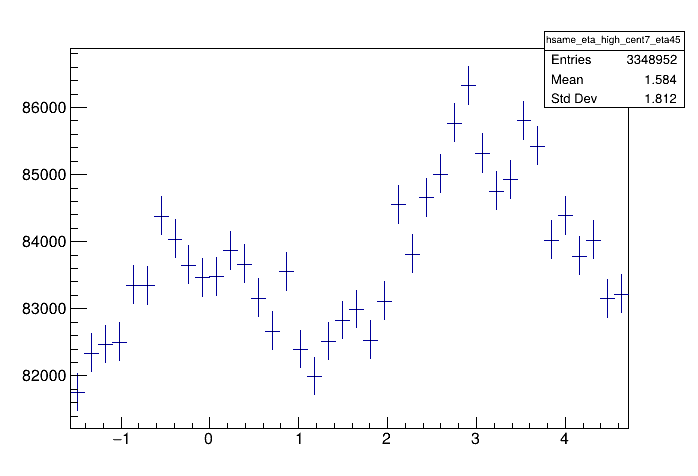 hsame_eta_high_cent7_eta45
Entries 3348952
Mean 1.584
Std Dev 1.812
86000
85000
84000
83000
82000
−1 0 1 2 3 4